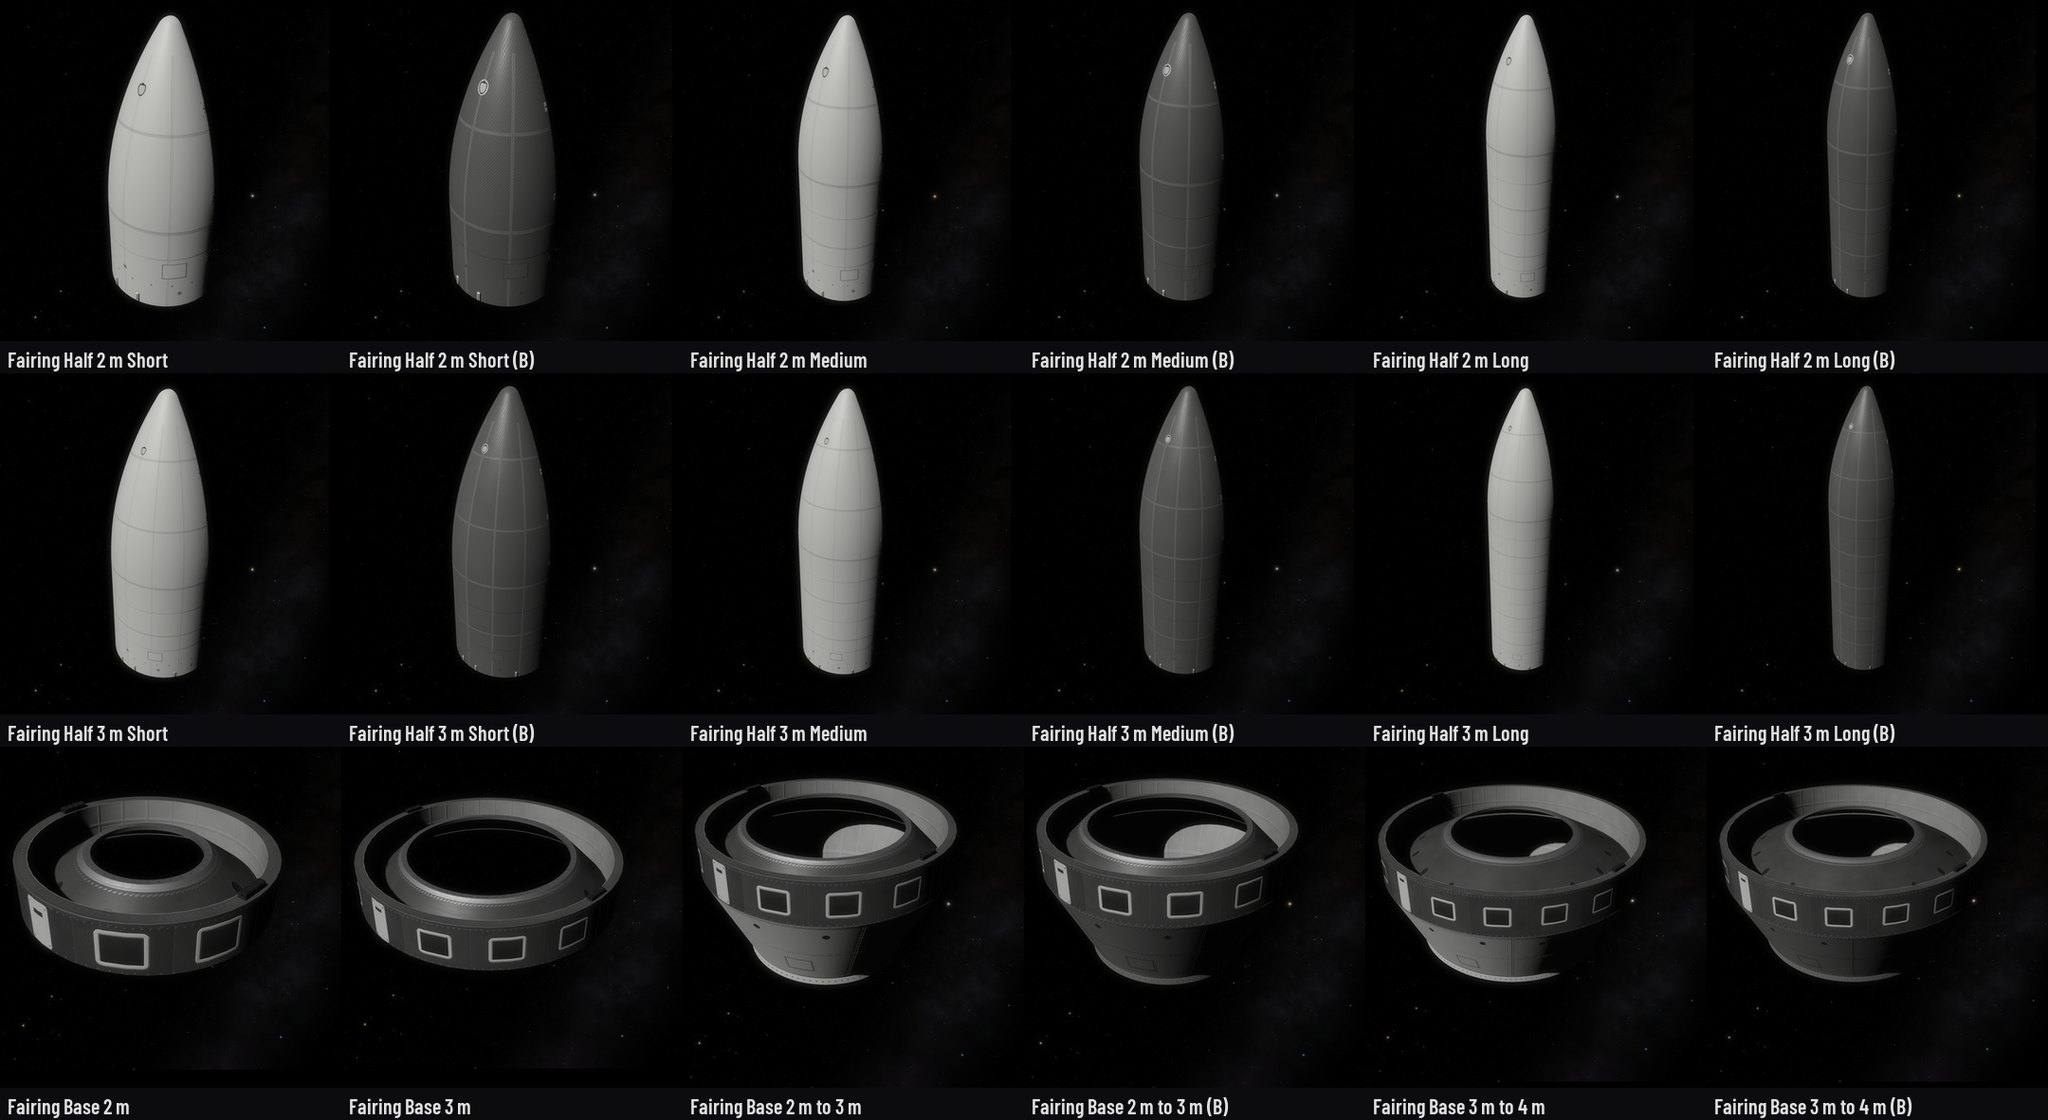 Fairing Half 2 m Short
Fairing Half 2 m Short (B)
Fairing Half 2 m Medium
Fairing Half 2 m Medium (B)
Fairing Half 2 m Long
Fairing Half 2 m Long (B)
Fairing Half 3 m Short
Fairing Half 3 m Short (B)
Fairing Half 3 m Medium
Fairing Half 3 m Medium (B)
Fairing Half 3 m Long
Fairing Half 3 m Long (B)
Fairing Base 2 m
Fairing Base 3 m
Fairing Base 2 m to 3 m
Fairing Base 2 m to 3 m (B)
Fairing Base 3 m to 4 m
Fairing Base 3 m to 4 m (B)